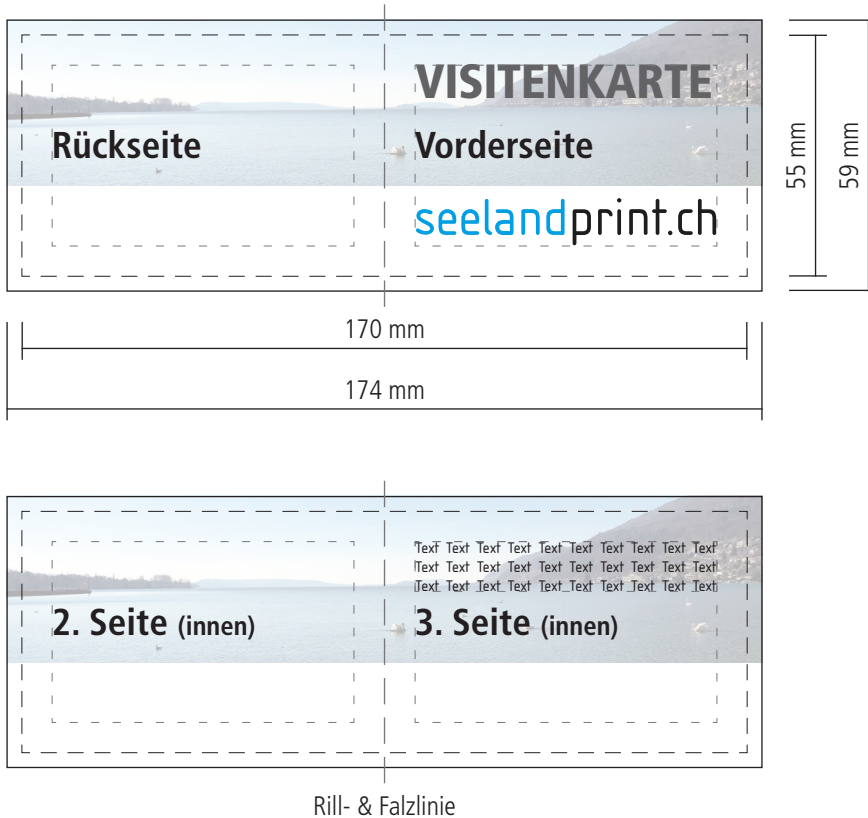 VISITENKARTE
Rückseite
Vorderseite
seelandprint.ch
55 mm
59 mm
170 mm
174 mm
Text Text Text Text Text Text Text Text Text Text
Text Text Text Text Text Text Text Text Text Text
Text Text Text Text Text Text Text Text Text Text
2. Seite (innen)
3. Seite (innen)
Rill- & Falzlinie